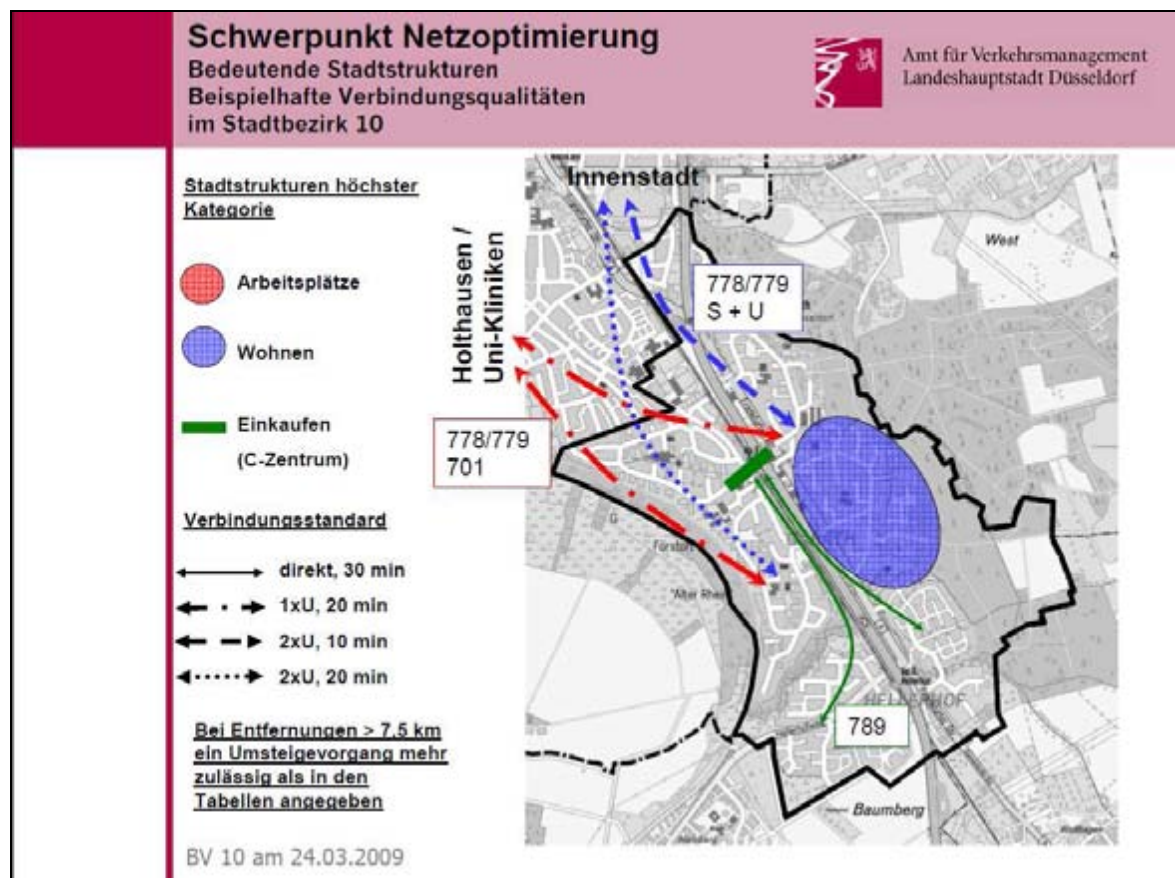 Schwerpunkt Netzoptimierung
Bedeutende Stadtstrukturen
Beispielhafte Verbindungsqualitäten
im Stadtbezirk 10
Amt für Verkehrsmanagement
Landeshauptstadt Düsseldorf
Stadtstrukturen höchster
Kategorie
Arbeitsplätze
Wohnen
Einkaufen
(C-Zentrum)
Verbindungsstandard
direkt, 30 min
1xU, 20 min
2xU, 10 min
2xU, 20 min
Bei Entfernungen > 7,5 km
ein Umsteigevorgang mehr
zulässig als in den
Tabellen angegeben
BV 10 am 24.03.2009
Innenstadt
Holthausen /
Uni-Kliniken
778/779
S + U
778/779
701
789
West
G
"Alter Rhein
HELLERHOF
Baumberg